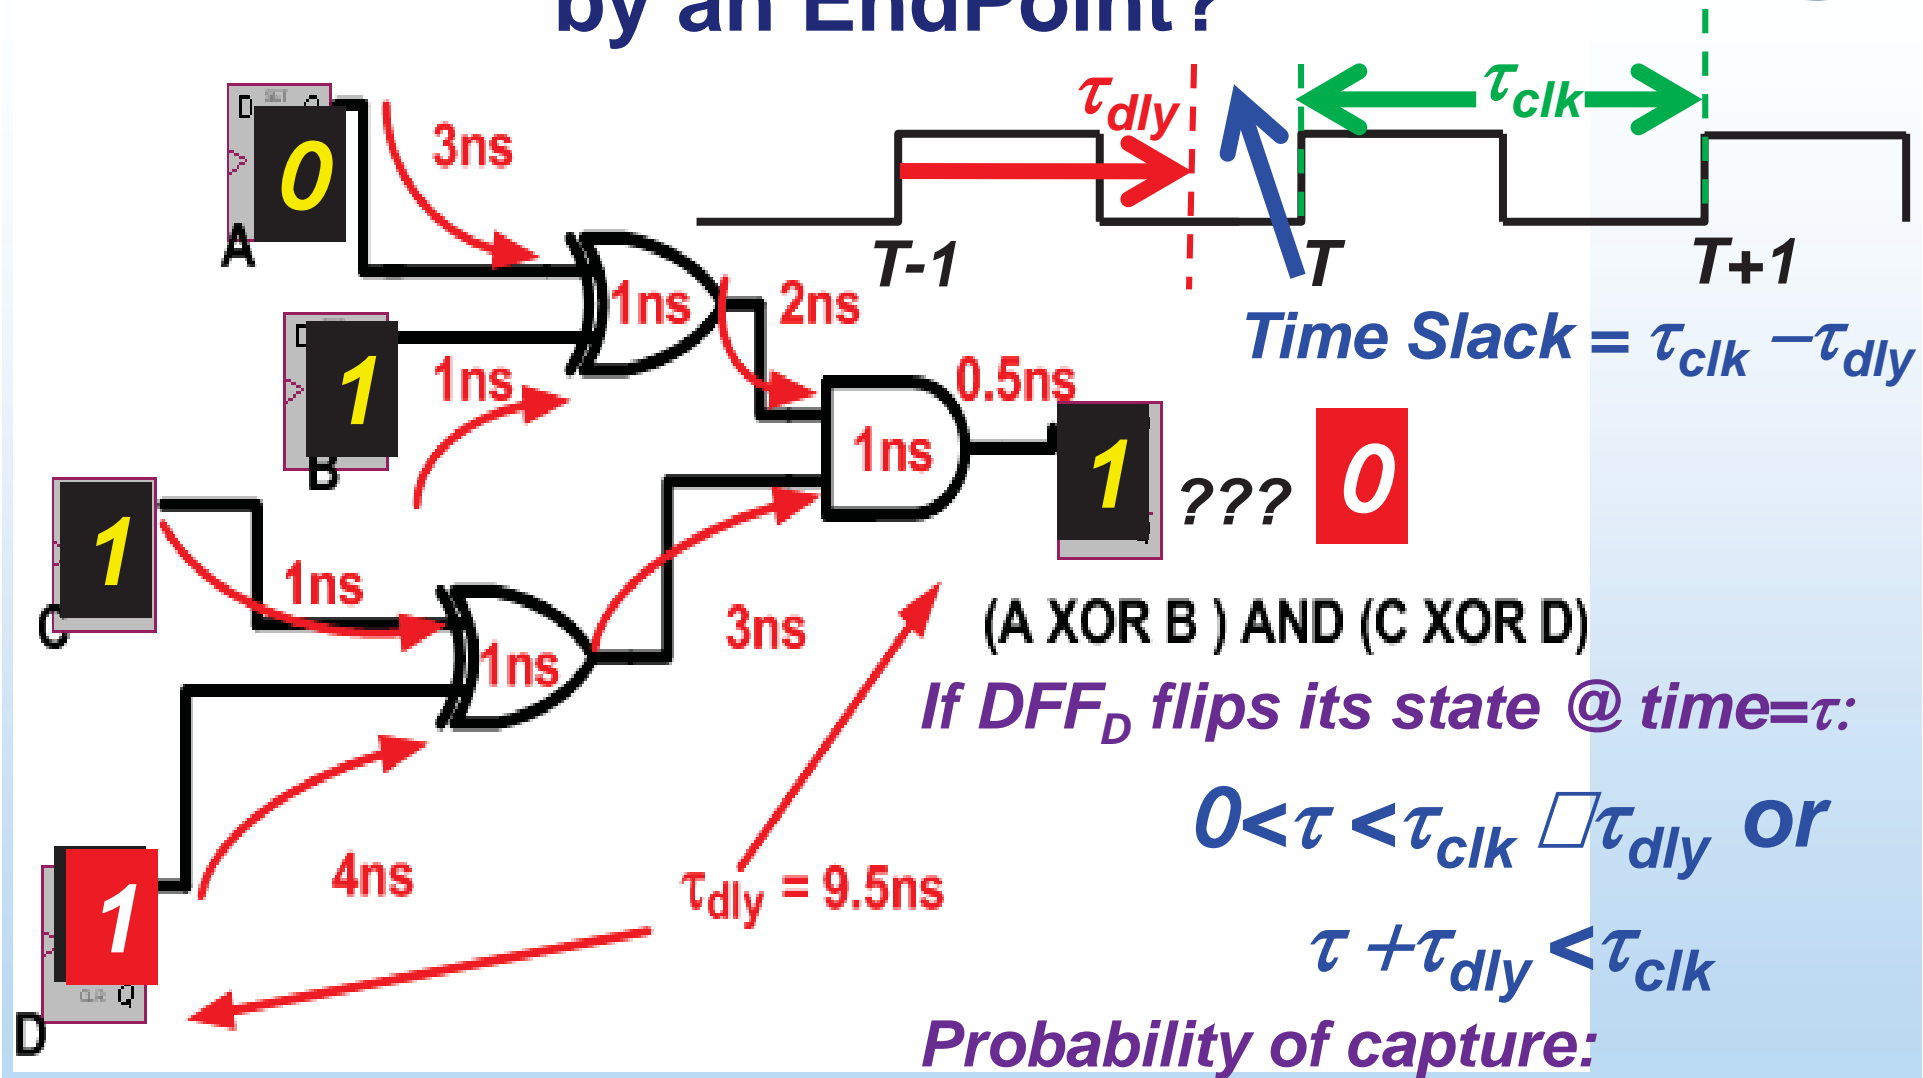 by an EndPoint?
D SET Q
0
A
3ns
τdly
τclk
T-1
T
T+1
1ns
2ns
Time Slack = τclk –τdly
1
B
1ns
0.5ns
1ns
1
???
0
1
C
1ns
1ns
3ns
(A XOR B ) AND (C XOR D)
If DFFD flips its state @ time=τ:
0<τ <τclk □τdly or
4ns
τdly = 9.5ns
1
CLR Q
D
τ +τdly <τclk
Probability of capture: